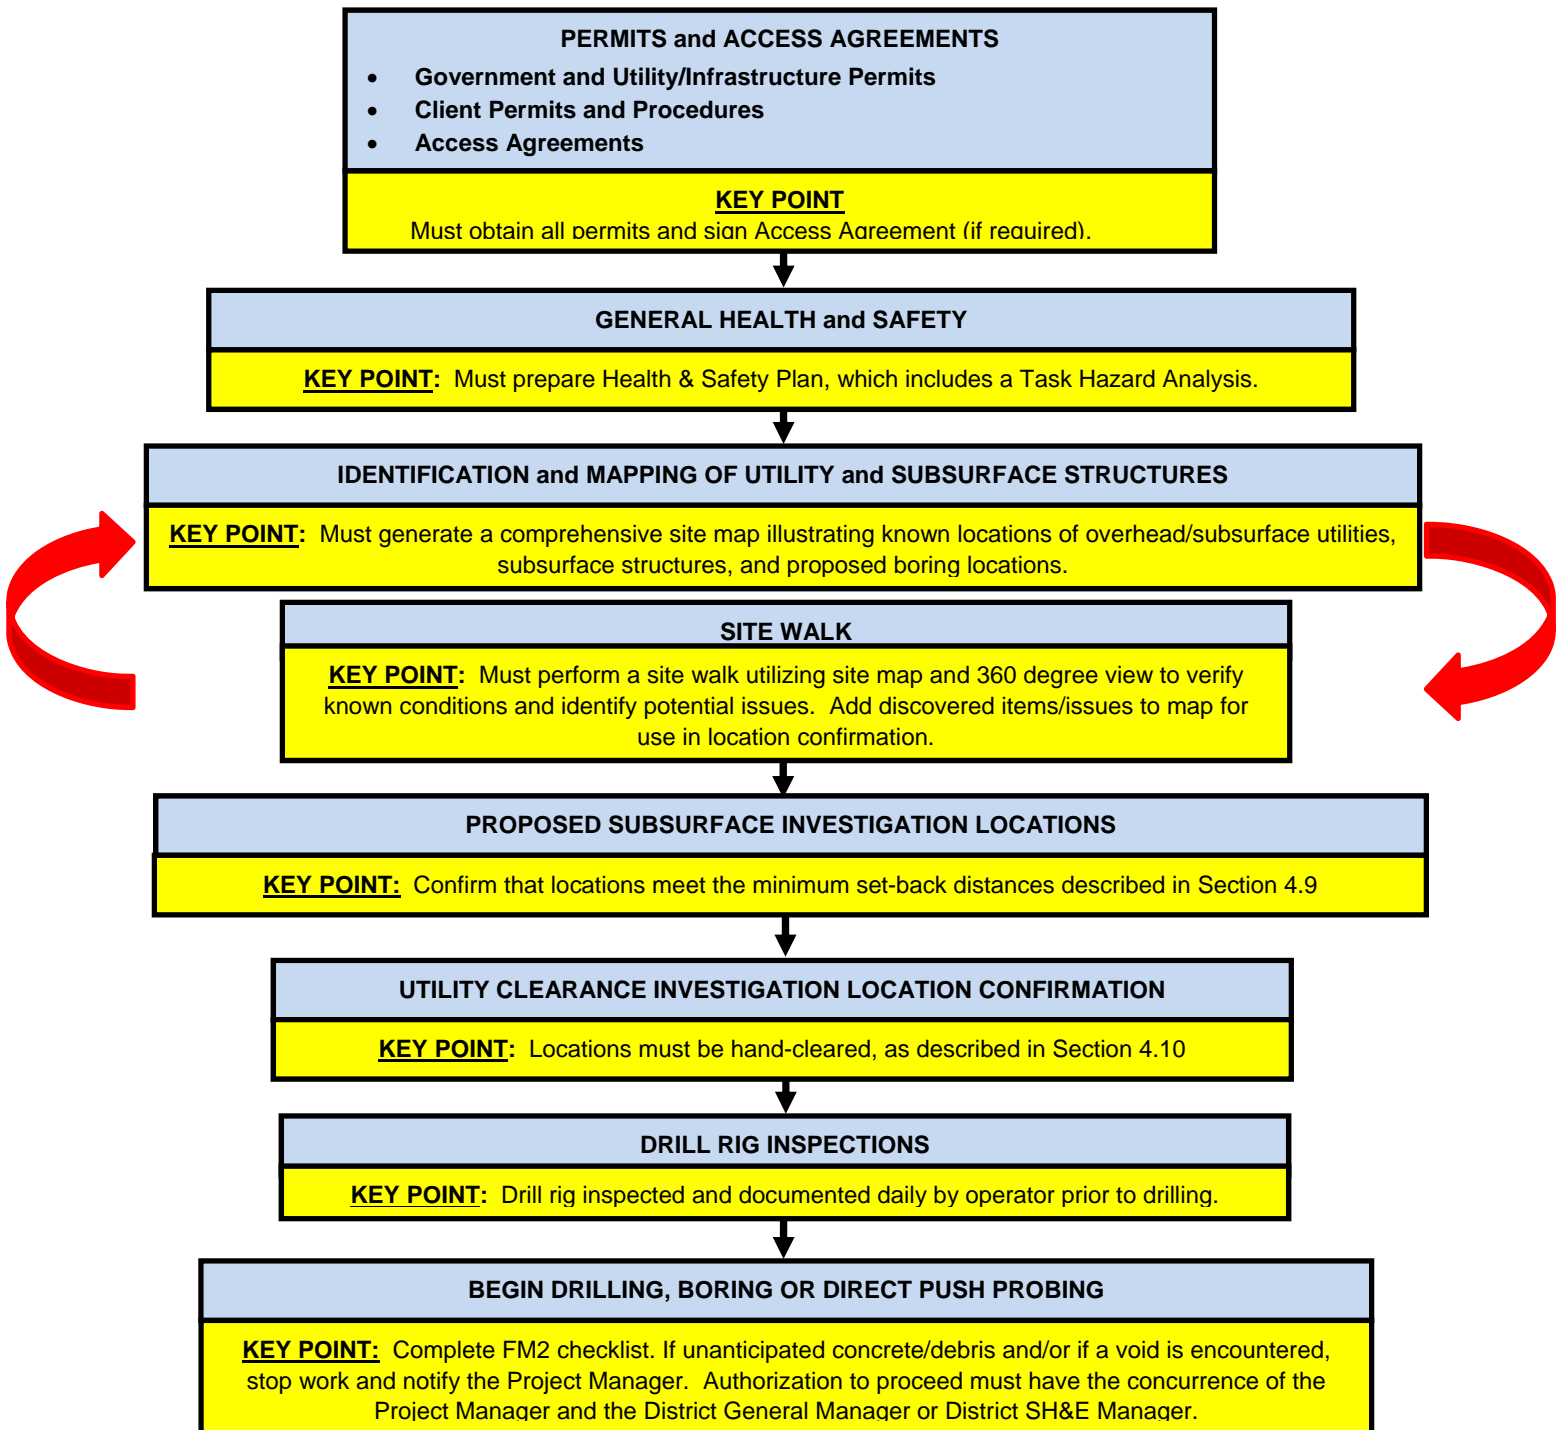 PERMITS and ACCESS AGREEMENTS
• Government and Utility/Infrastructure Permits
• Client Permits and Procedures
• Access Agreements
KEY POINT
Must obtain all permits and sign Access Agreement (if required).
GENERAL HEALTH and SAFETY
KEY POINT: Must prepare Health & Safety Plan, which includes a Task Hazard Analysis.
IDENTIFICATION and MAPPING OF UTILITY and SUBSURFACE STRUCTURES
KEY POINT: Must generate a comprehensive site map illustrating known locations of overhead/subsurface utilities,
subsurface structures, and proposed boring locations.
SITE WALK
KEY POINT: Must perform a site walk utilizing site map and 360 degree view to verify
known conditions and identify potential issues. Add discovered items/issues to map for
use in location confirmation.
PROPOSED SUBSURFACE INVESTIGATION LOCATIONS
KEY POINT: Confirm that locations meet the minimum set-back distances described in Section 4.9
UTILITY CLEARANCE INVESTIGATION LOCATION CONFIRMATION
KEY POINT: Locations must be hand-cleared, as described in Section 4.10
DRILL RIG INSPECTIONS
KEY POINT: Drill rig inspected and documented daily by operator prior to drilling.
BEGIN DRILLING, BORING OR DIRECT PUSH PROBING
KEY POINT: Complete FM2 checklist. If unanticipated concrete/debris and/or if a void is encountered,
stop work and notify the Project Manager. Authorization to proceed must have the concurrence of the
Project Manager and the District General Manager or District SH&E Manager.